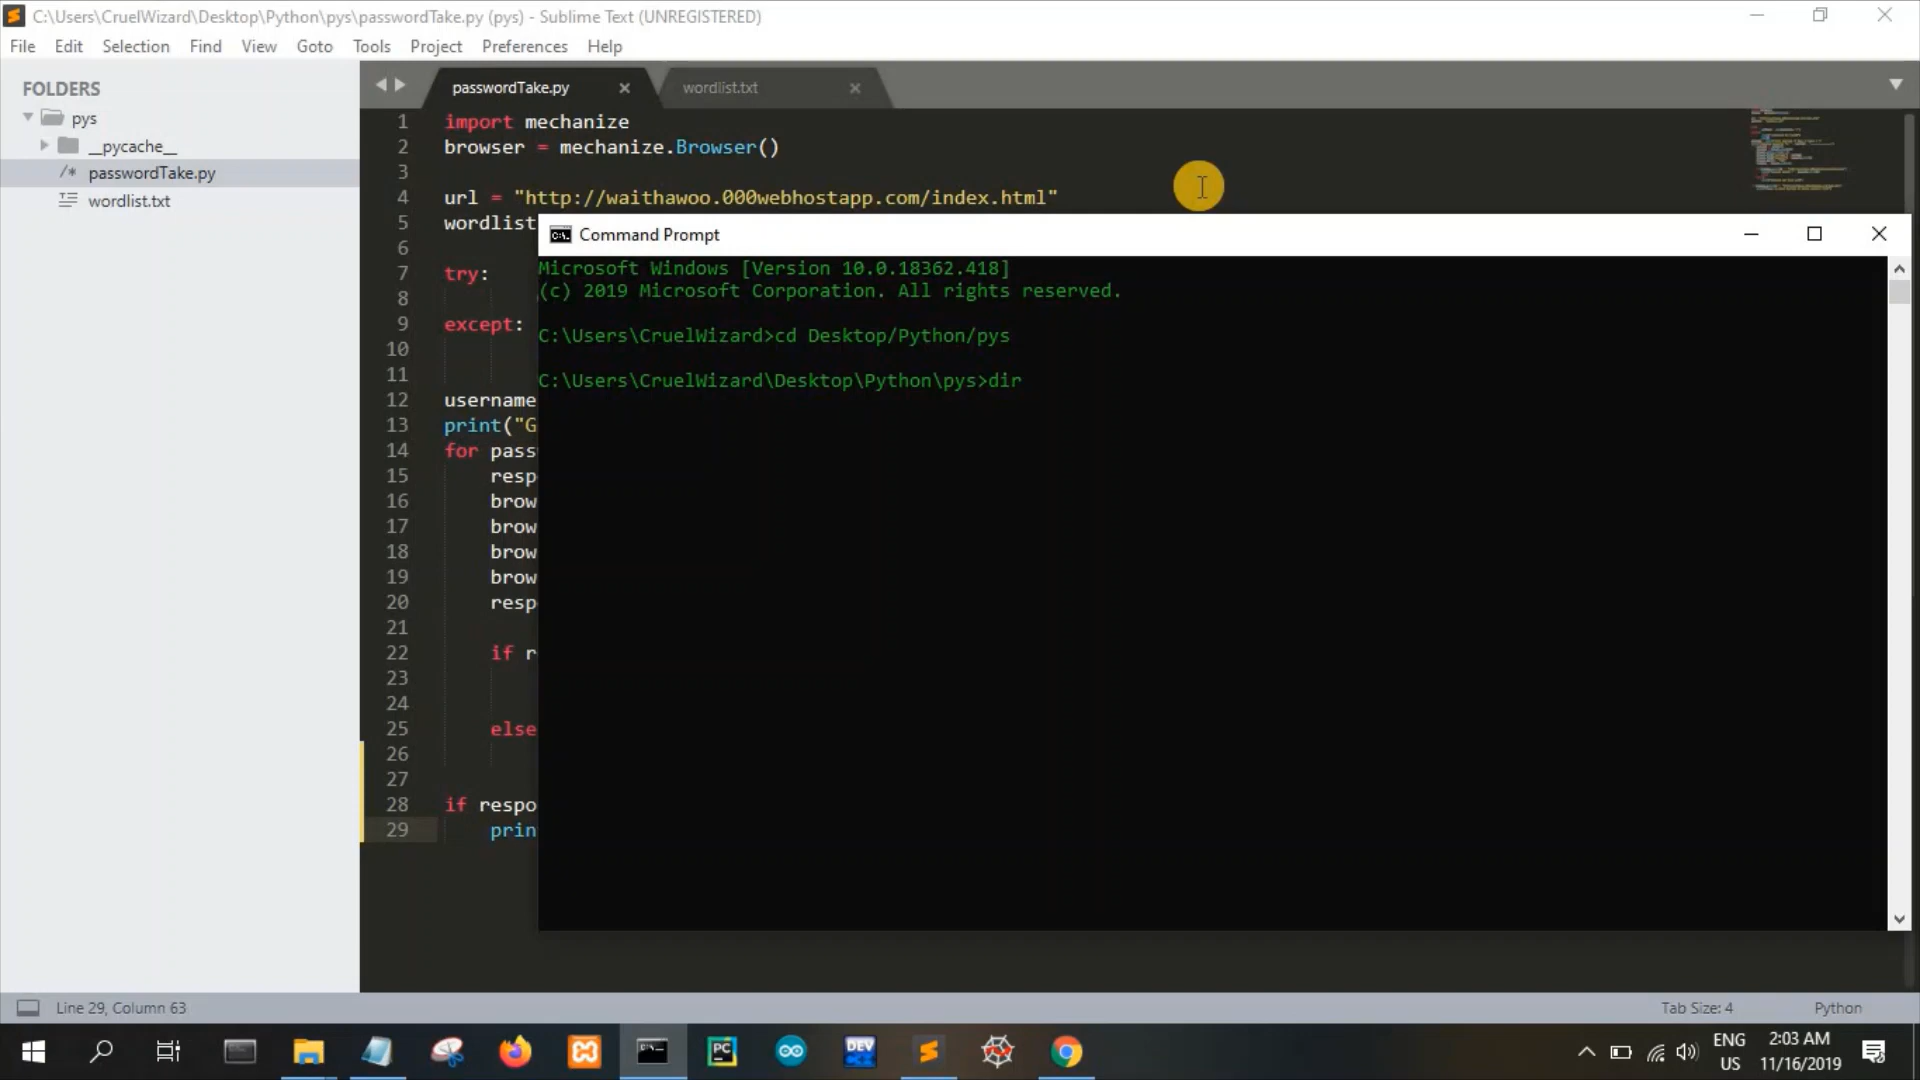 C:\Users\CruelWizard\Desktop\Python\pys\passwordTake.py (pys) - Sublime Text (UNREGISTERED)
File Edit Selection Find View Goto Tools Project Preferences Help
FOLDERS
pys
__pycache__
/* passwordTake.py
wordlist.txt
passwordTake.py wordlist.txt
1 import mechanize
2 browser = mechanize.Browser()
3
4 url = "http://waithawoo.000webhostapp.com/index.html"
5 wordlist
6
7 try:
8
9 except:
10
11
12 username
13 print("G
14 for pass
15 resp
16 brow
17 brow
18 brow
19 brow
20 resp
21
22 if r
23
24
25 else
26
27
28 if respo
29 prin
Command Prompt
Microsoft Windows [Version 10.0.18362.418]
(c) 2019 Microsoft Corporation. All rights reserved.
C:\Users\CruelWizard>cd Desktop/Python/pys
C:\Users\CruelWizard\Desktop\Python\pys>dir
Line 29, Column 63
Tab Size: 4 Python
PC
DEV
ENG
US
2:03 AM
11/16/2019